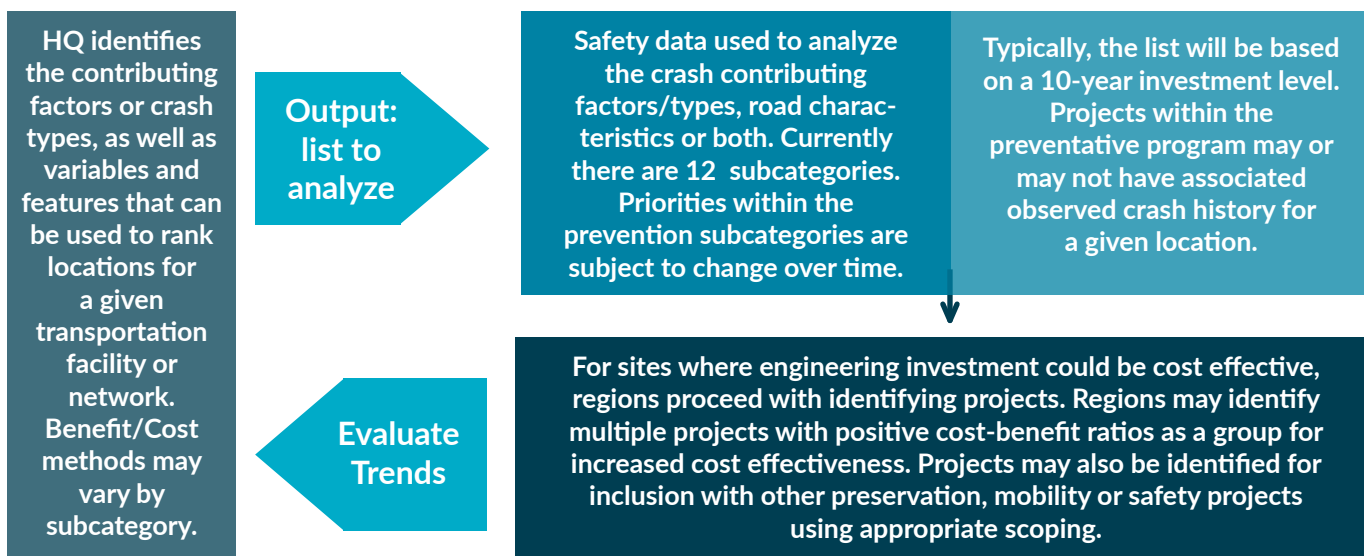 HQ identifies
the contributing
factors or crash
types, as well as
variables and
features that can
be used to rank
locations for
a given
transportation
facility or
network.
Benefit/Cost
methods may
vary by
subcategory.
Output:
list to
analyze
Safety data used to analyze
the crash contributing
factors/types, road charac-
teristics or both. Currently
there are 12 subcategories.
Priorities within the
prevention subcategories are
subject to change over time.
Typically, the list will be based
on a 10-year investment level.
Projects within the
preventative program may or
may not have associated
observed crash history for
a given location.
For sites where engineering investment could be cost effective,
regions proceed with identifying projects. Regions may identify
multiple projects with positive cost-benefit ratios as a group for
increased cost effectiveness. Projects may also be identified for
inclusion with other preservation, mobility or safety projects
using appropriate scoping.
Evaluate
Trends